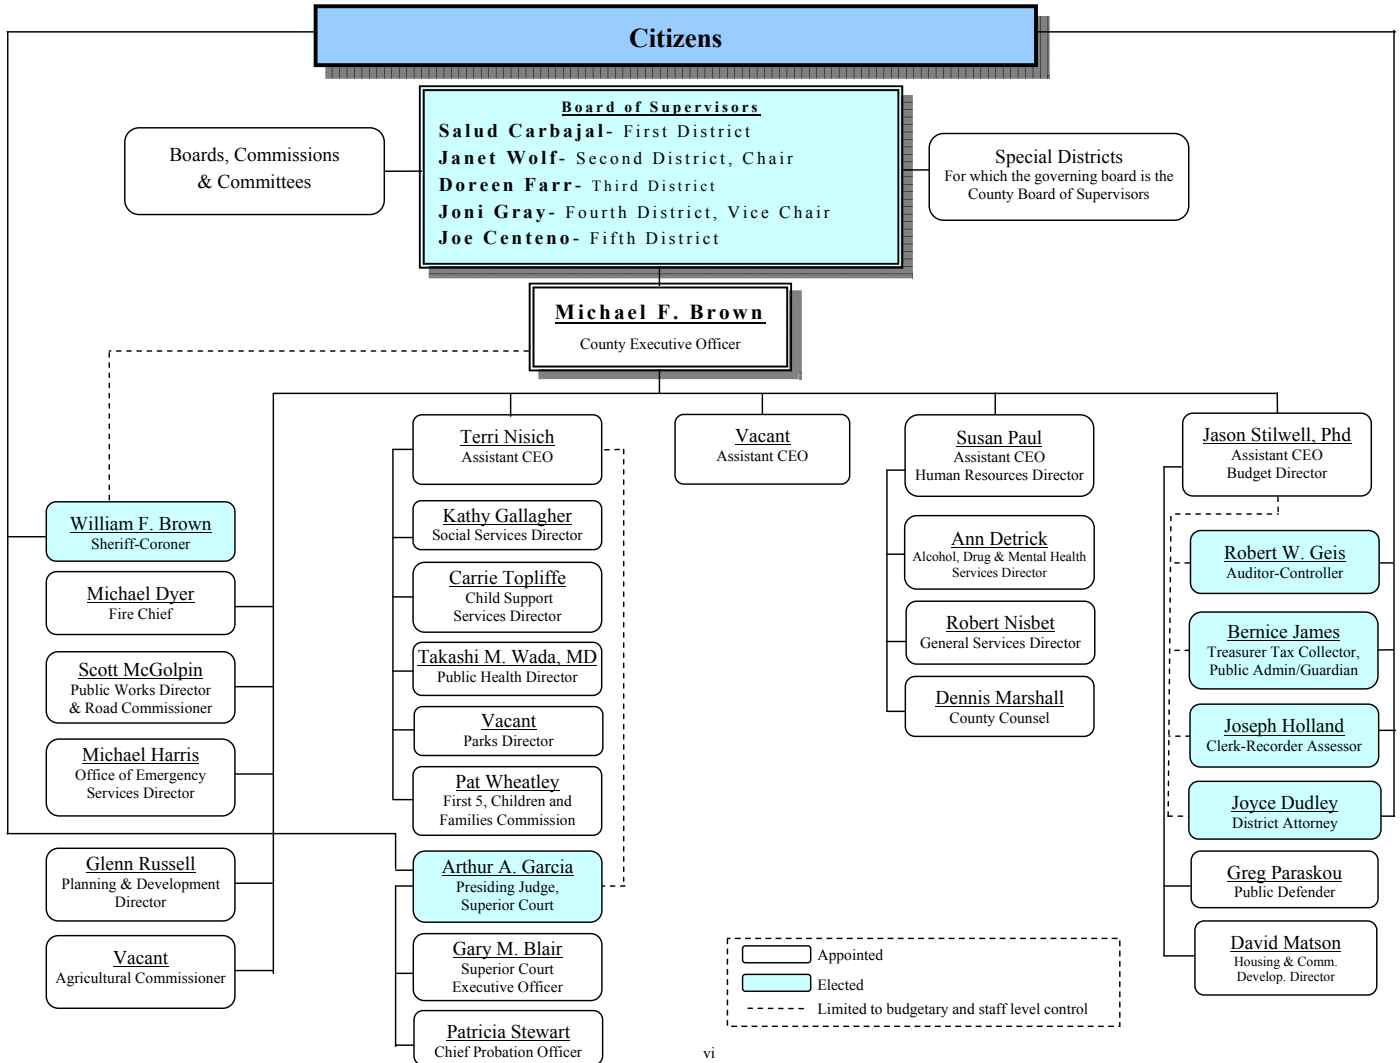 Citizens
Board of Supervisors
Salud Carbajal- First District
Janet Wolf- Second District, Chair
Doreen Farr- Third District
Joni Gray- Fourth District, Vice Chair
Joe Centeno- Fifth District
Boards, Commissions
& Committees
Special Districts
For which the governing board is the
County Board of Supervisors
Michael F. Brown
County Executive Officer
William F. Brown
Sheriff-Coroner
Michael Dyer
Fire Chief
Scott McGolpin
Public Works Director
& Road Commissioner
Michael Harris
Office of Emergency
Services Director
Glenn Russell
Planning & Development
Director
Vacant
Agricultural Commissioner
Terri Nisich
Assistant CEO
Kathy Gallagher
Social Services Director
Carrie Topliffe
Child Support
Services Director
Takashi M. Wada, MD
Public Health Director
Vacant
Parks Director
Pat Wheatley
First 5, Children and
Families Commission
Arthur A. Garcia
Presiding Judge,
Superior Court
Gary M. Blair
Superior Court
Executive Officer
Patricia Stewart
Chief Probation Officer
Vacant
Assistant CEO
Susan Paul
Assistant CEO
Human Resources Director
Ann Detrick
Alcohol, Drug & Mental Health
Services Director
Robert Nisbet
General Services Director
Dennis Marshall
County Counsel
Jason Stilwell, Phd
Assistant CEO
Budget Director
Robert W. Geis
Auditor-Controller
Bernice James
Treasurer Tax Collector,
Public Admin/Guardian
Joseph Holland
Clerk-Recorder Assessor
Joyce Dudley
District Attorney
Greg Paraskou
Public Defender
David Matson
Housing & Comm.
Develop. Director
Appointed
Elected
Limited to budgetary and staff level control
vi